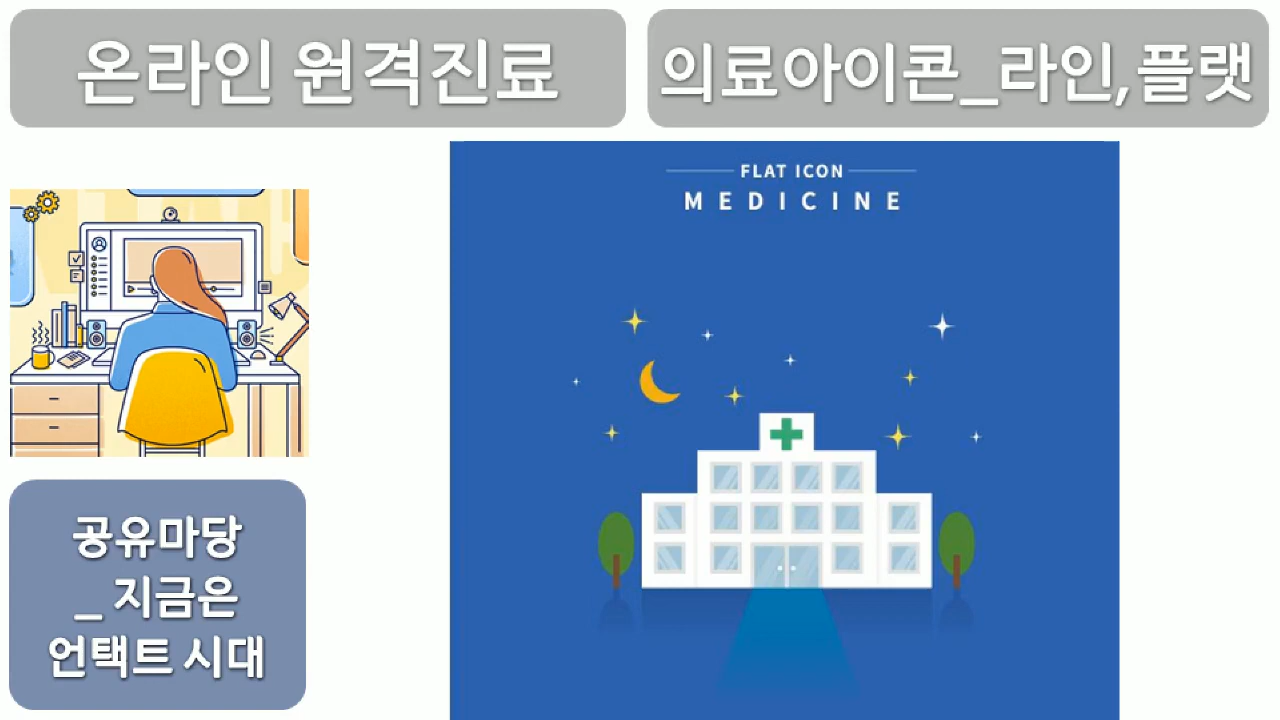 온라인 원격진료
의료아이콘_라인,플랫
FLAT ICON
MEDICINE
공유마당
_ 지금은
언택트 시대